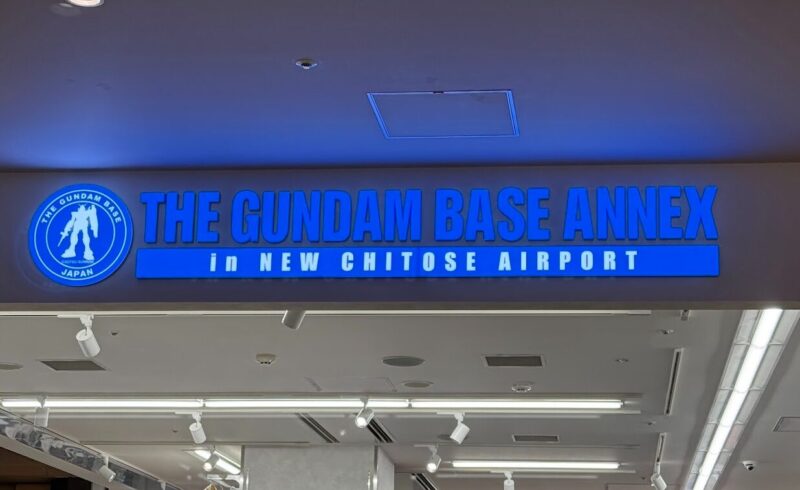 THE GUNDAM BASE
JAPAN
THE GUNDAM BASE ANNEX
in NEW CHITOSE AIRPORT